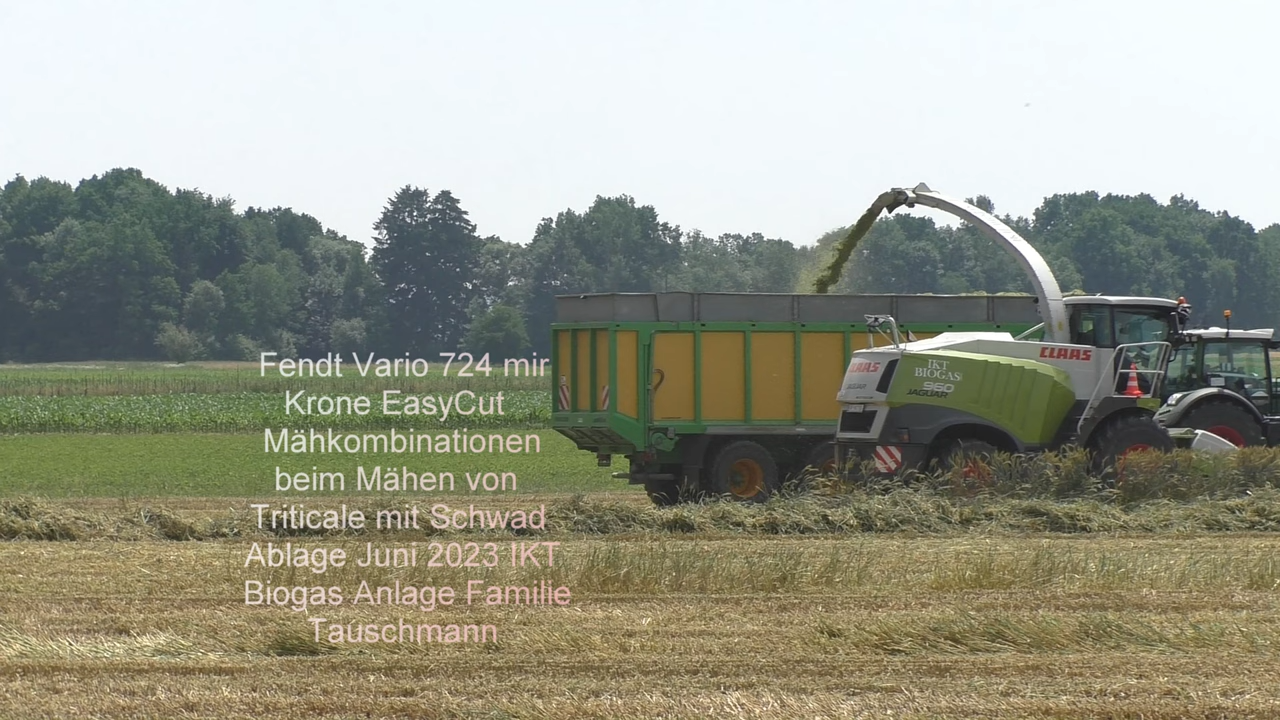 Fendt Vario 724 mir
Krone EasyCut
Mähkombinationen
beim Mähen von
Triticale mit Schwad
Ablage Juni 2023 IKT
Biogas Anlage Familie
Tauschmann
CLAAS
CLAAS
IKT
BIOGAS
960
JAGUAR